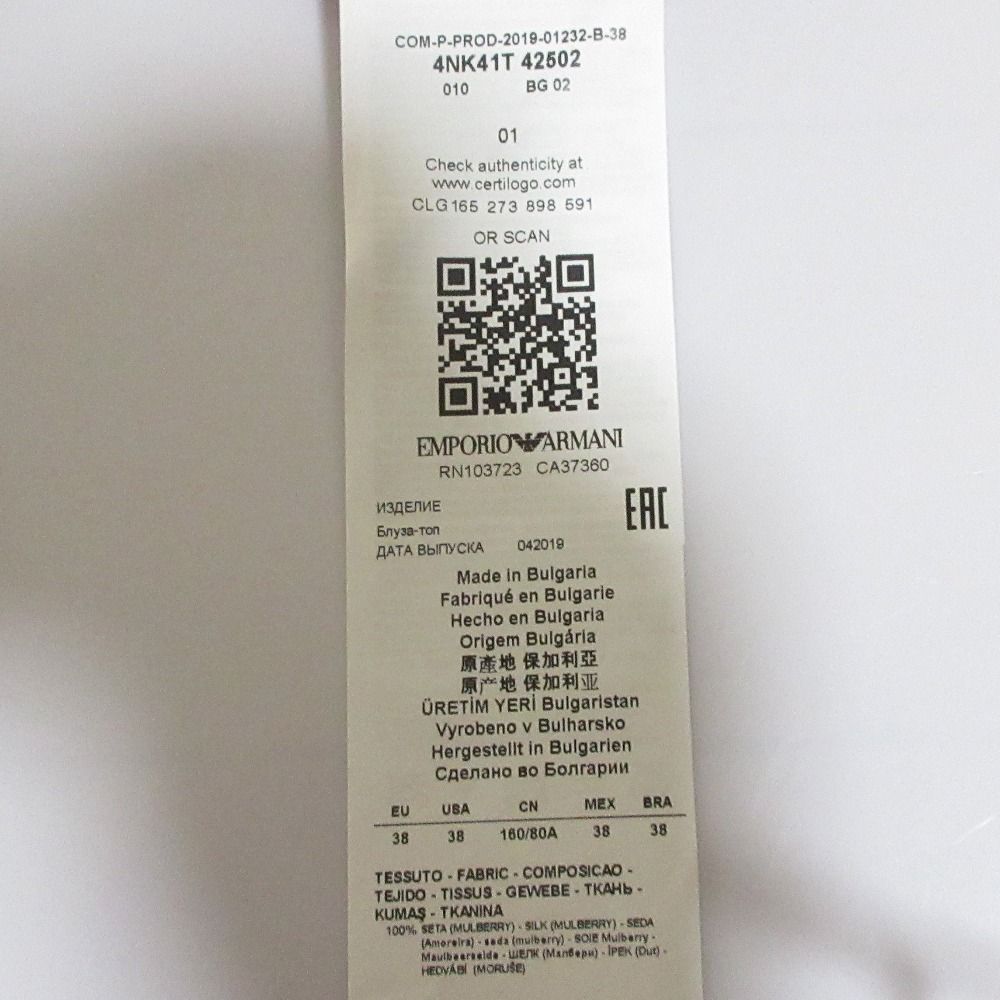 COM-P-PROD-2019-01232-B-38
4NK41T 42502
010 BG 02
01
Check authenticity at
www.certilogo.com
CLG165 273 898 591
OR SCAN
EMPORIO ARMANI
RN103723 CA37360
EAC
ИЗДЕЛИЕ
Блуза-топ
ДАТА ВЫПУСКА 042019
Made in Bulgaria
Fabriqué en Bulgarie
Hecho en Bulgaria
Origem Bulgária
原產地 保加利亞
原产地 保加利亚
ÜRETİM YERİ Bulgaristan
Vyrobeno v Bulharsko
Hergestellt in Bulgarien
Сделано во Болгарии
EU USA CN MEX BRA
38 38 160/80A 38 38
TESSUTO - FABRIC - COMPOSICAO -
TEJIDO - TISSUS - GEWEBE - ТКАНЬ -
KUMAŞ - TKANINA
100% SETA (MULBERRY) - SILK (MULBERRY) - SEDA
(Amoreira) - seda (mulberry) - SOIE Mulberry -
Maulbeerseide - ШЕЛК (Малбери) - İPEK (Dut) -
HEDVÁBÍ (MORUŠE)